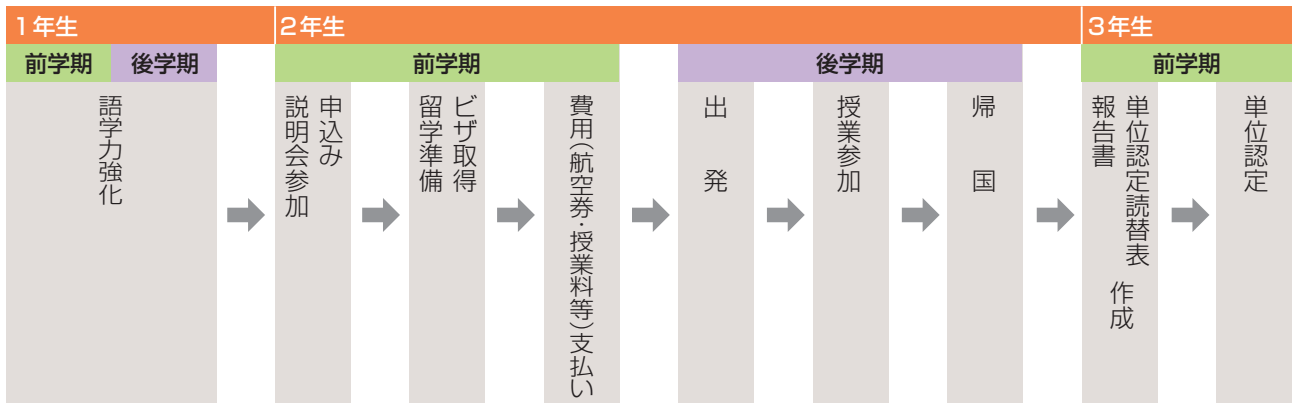 1年生
2年生
3年生
前学期
後学期
前学期
後学期
前学期
語学力強化
申込み
説明会参加
ビザ取得
留学準備
費用（航空券・授業料等）支払い
出発
授業参加
帰国
単位認定読替表
報告書
作成
単位認定